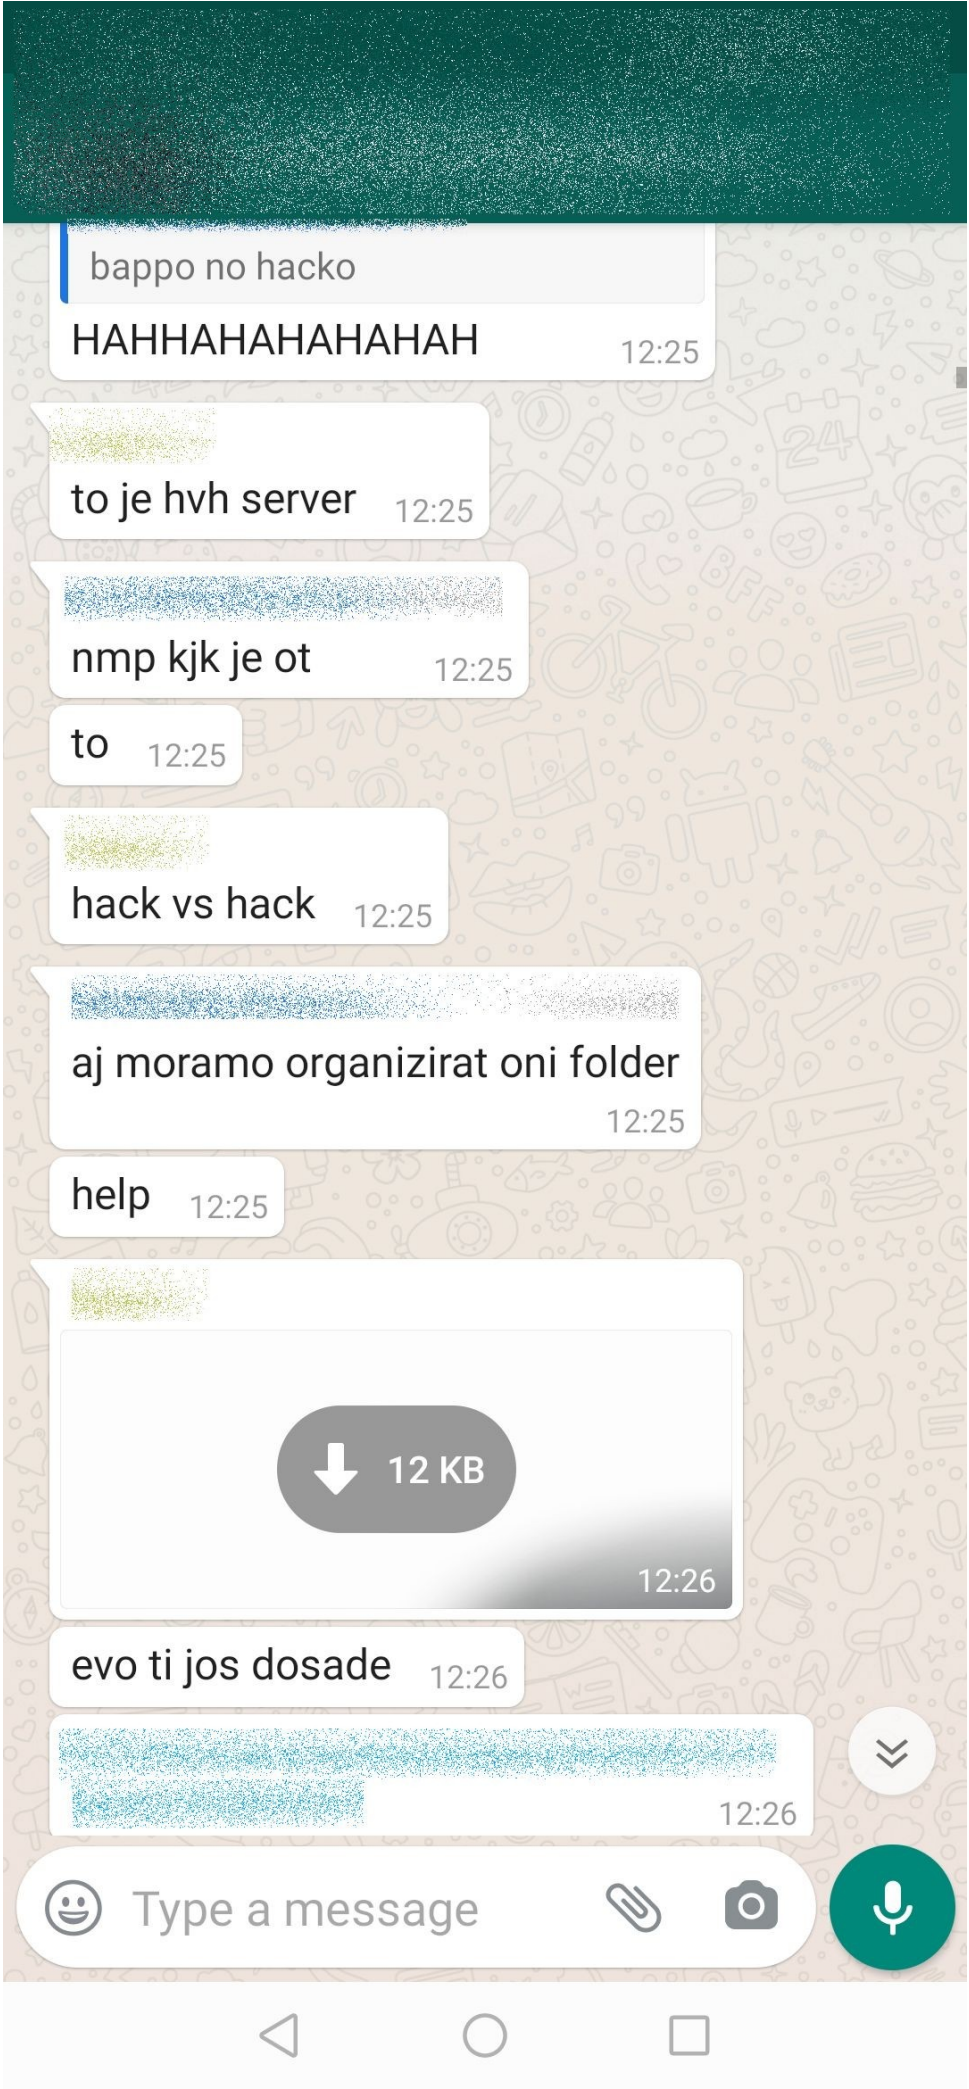 bappo no hacko
HAHHAHAHAHAHAH
12:25
to je hvh server 12:25
nmp kjk je ot 12:25
to 12:25
hack vs hack 12:25
aj moramo organizirat oni folder
12:25
help 12:25
12 KB
12:26
evo ti jos dosade 12:26
12:26
Type a message